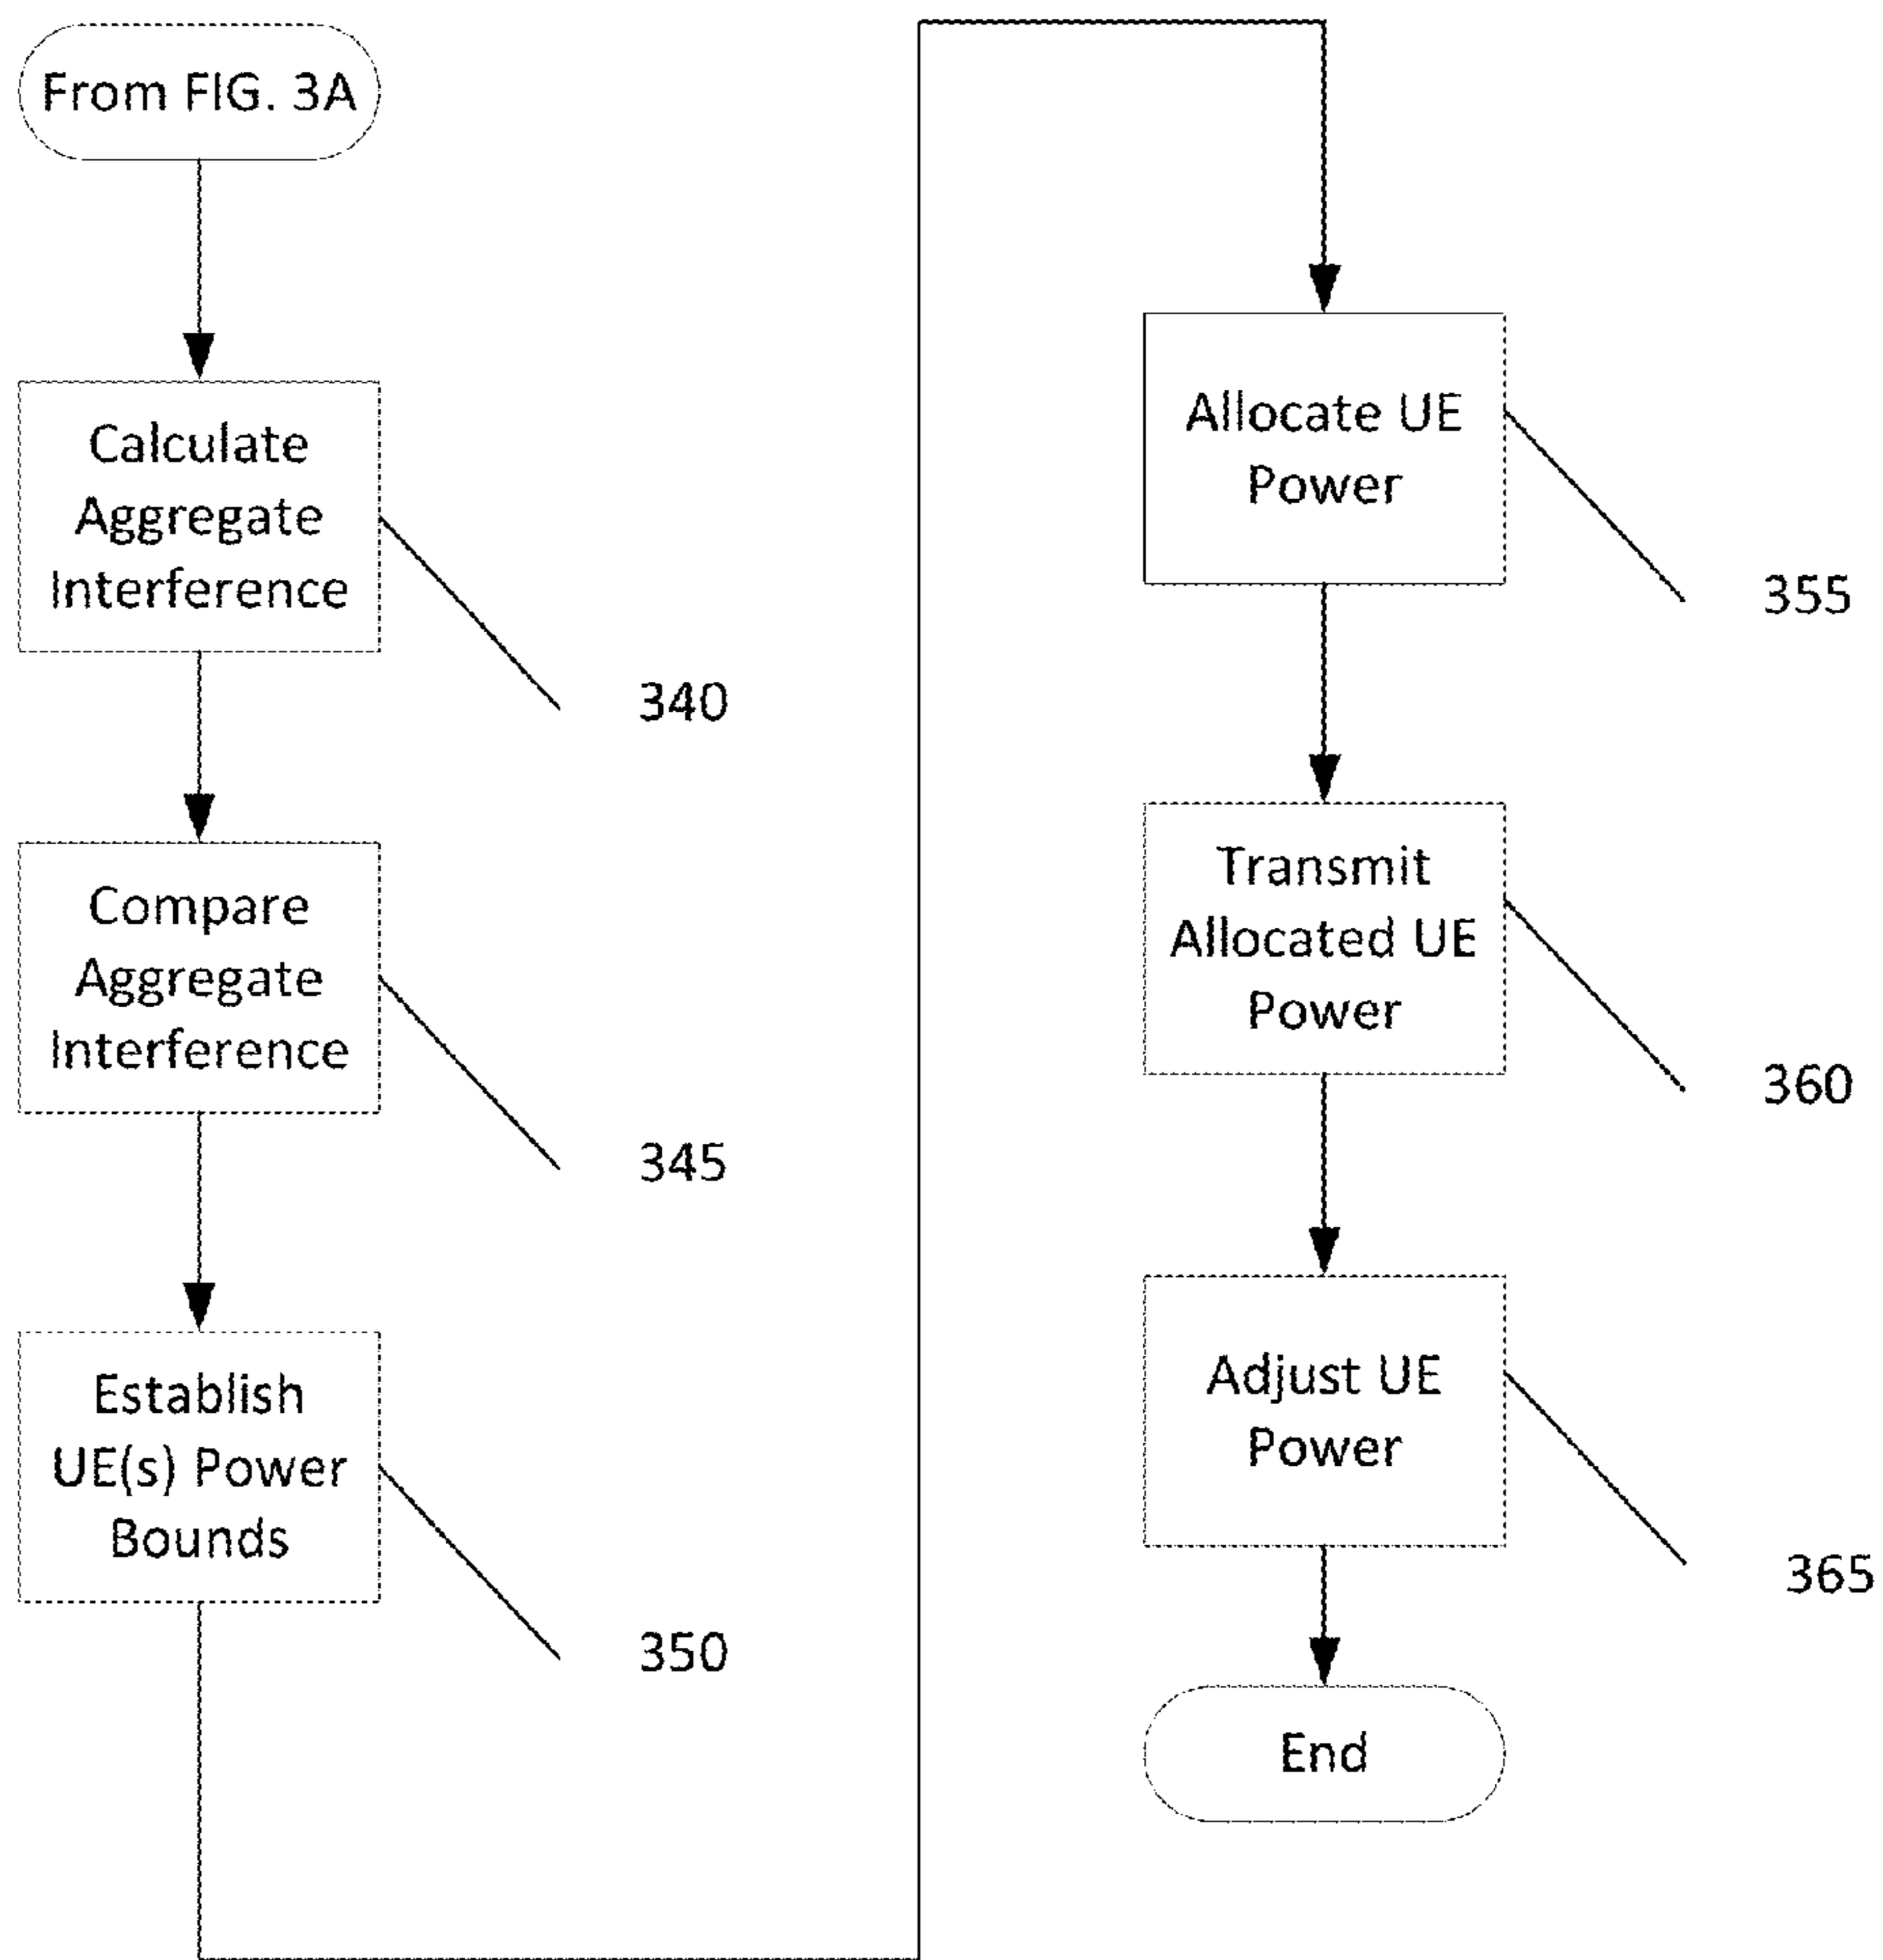 From FIG. 3A
Calculate
Aggregate
Interference
340
Compare
Aggregate
Interference
345
Establish
UE(s) Power
Bounds
350
Allocate UE
Power
355
Transmit
Allocated UE
Power
360
Adjust UE
Power
365
End